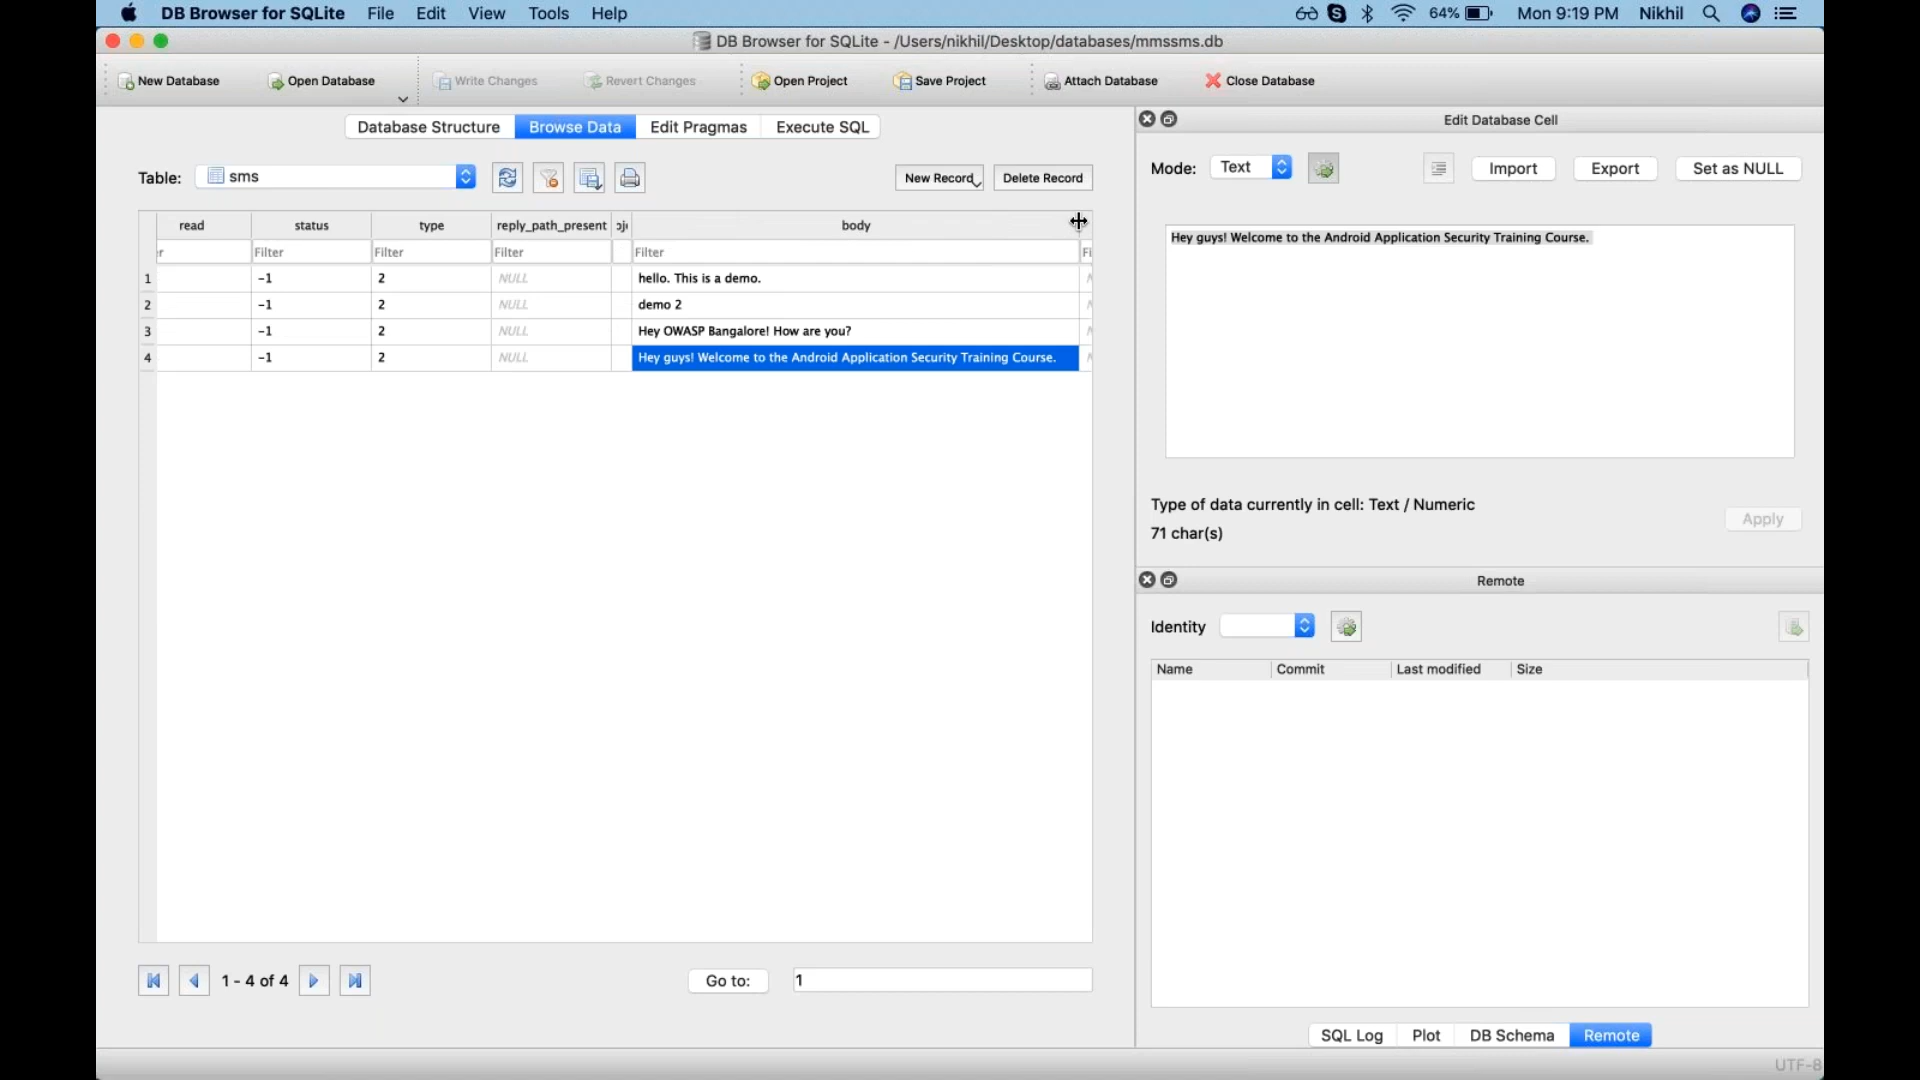 DB Browser for SQLite File Edit View Tools Help 64% Mon 9:19 PM Nikhil
DB Browser for SQLite - /Users/nikhil/Desktop/databases/mmssms.db
New Database Open Database Write Changes Revert Changes Open Project Save Project Attach Database Close Database
Database Structure Browse Data Edit Pragmas Execute SQL
Table: sms New Record Delete Record
read status type reply_path_present body
Filter Filter Filter Filter
1 -1 2 NULL hello. This is a demo.
2 -1 2 NULL demo 2
3 -1 2 NULL Hey OWASP Bangalore! How are you?
4 -1 2 NULL Hey guys! Welcome to the Android Application Security Training Course.
1 - 4 of 4 Go to: 1
Edit Database Cell
Mode: Text Import Export Set as NULL
Hey guys! Welcome to the Android Application Security Training Course.
Type of data currently in cell: Text / Numeric
71 char(s)
Apply
Remote
Identity
Name Commit Last modified Size
SQL Log Plot DB Schema Remote
UTF-8